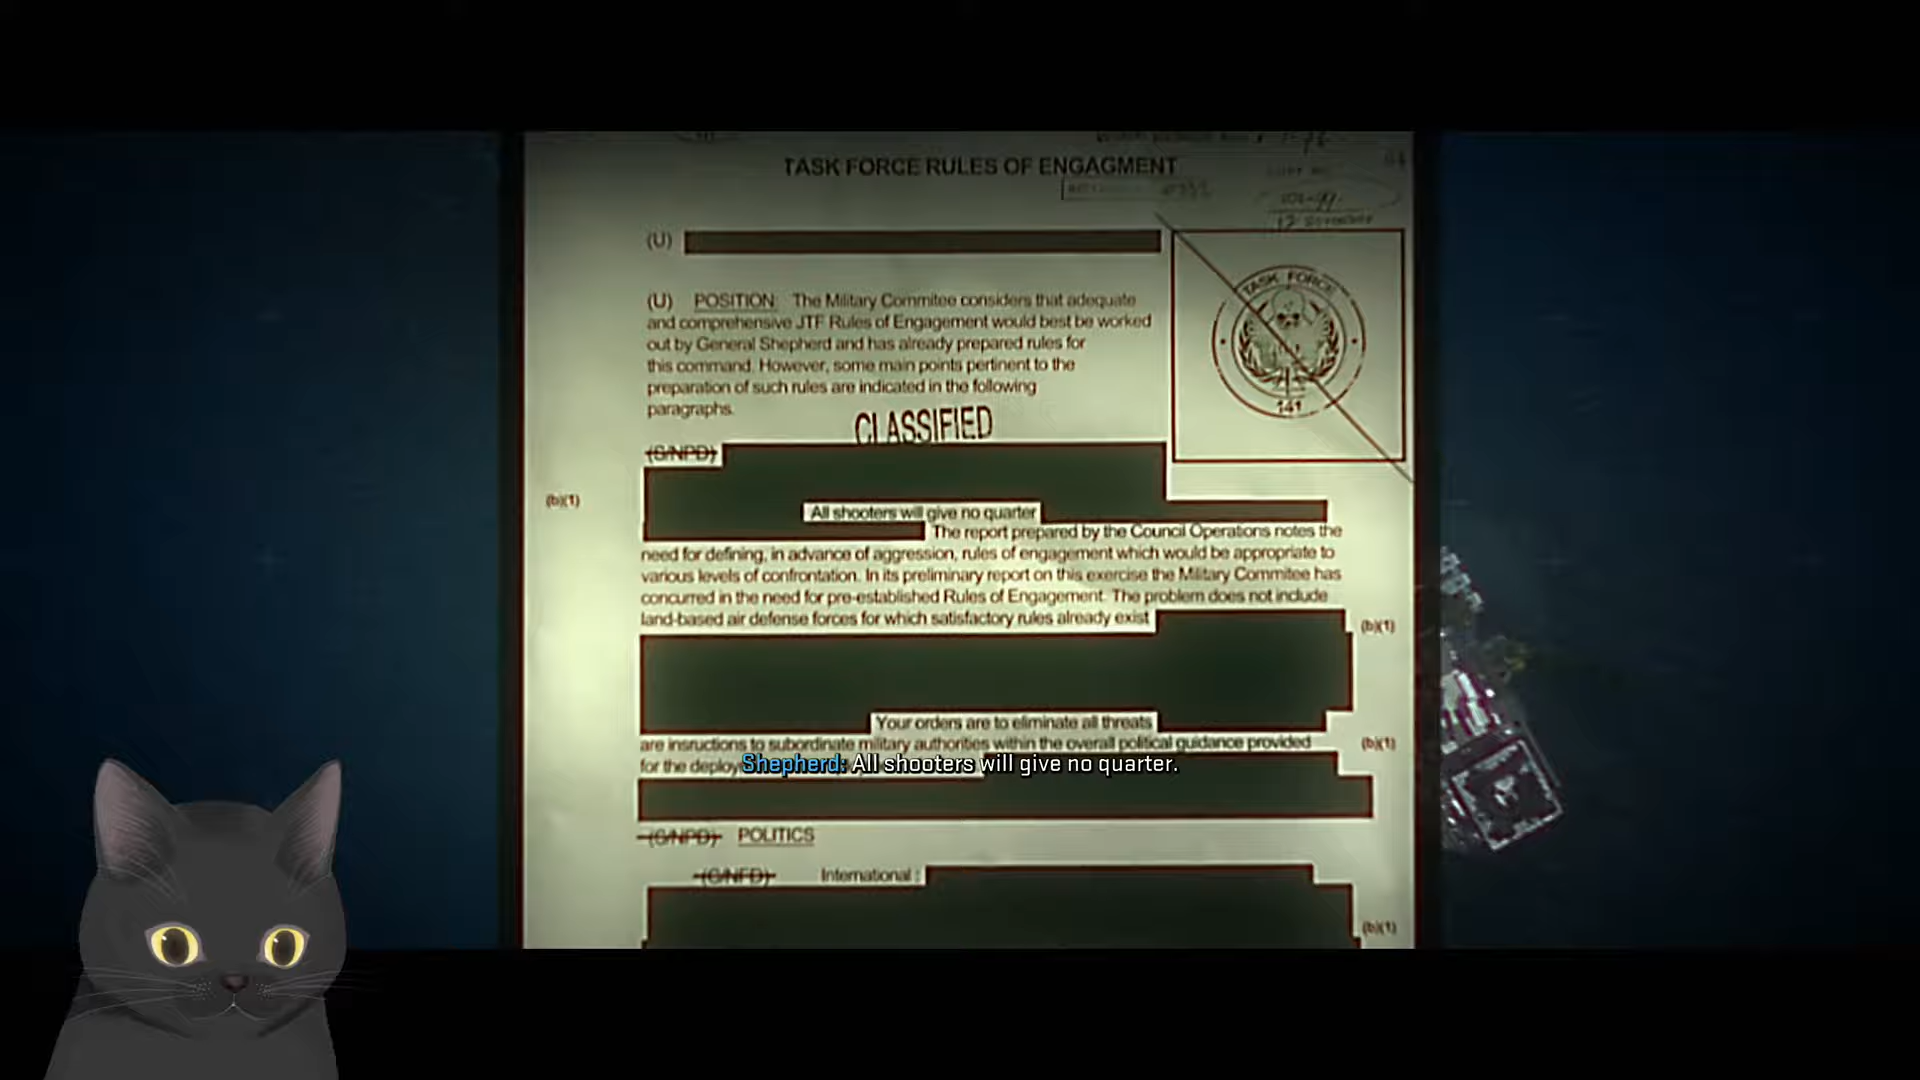 TASK FORCE RULES OF ENGAGMENT
(U)
(U) POSITION: The Military Commitee considers that adequate
and comprehensive JTF Rules of Engagement would best be worked
out by General Shepherd and has already prepared rules for
this command. However, some main points pertinent to the
preparation of such rules are indicated in the following
paragraphs.
TASK FORCE
141
CLASSIFIED
(S/NPD)
(b)(1)
All shooters will give no quarter
The report prepared by the Council Operations notes the
need for defining, in advance of aggression, rules of engagement which would be appropriate to
various levels of confrontation. In its preliminary report on this exercise the Military Commitee has
concurred in the need for pre-established Rules of Engagement. The problem does not include
land-based air defense forces for which satisfactory rules already exist
(b)(1)
Your orders are to eliminate all threats
are insructions to subordinate military authorities within the overall political guidance provided
(b)(1)
for the deploy
Shepherd: All shooters will give no quarter.
(S/NPD) POLITICS
International :
(b)(1)